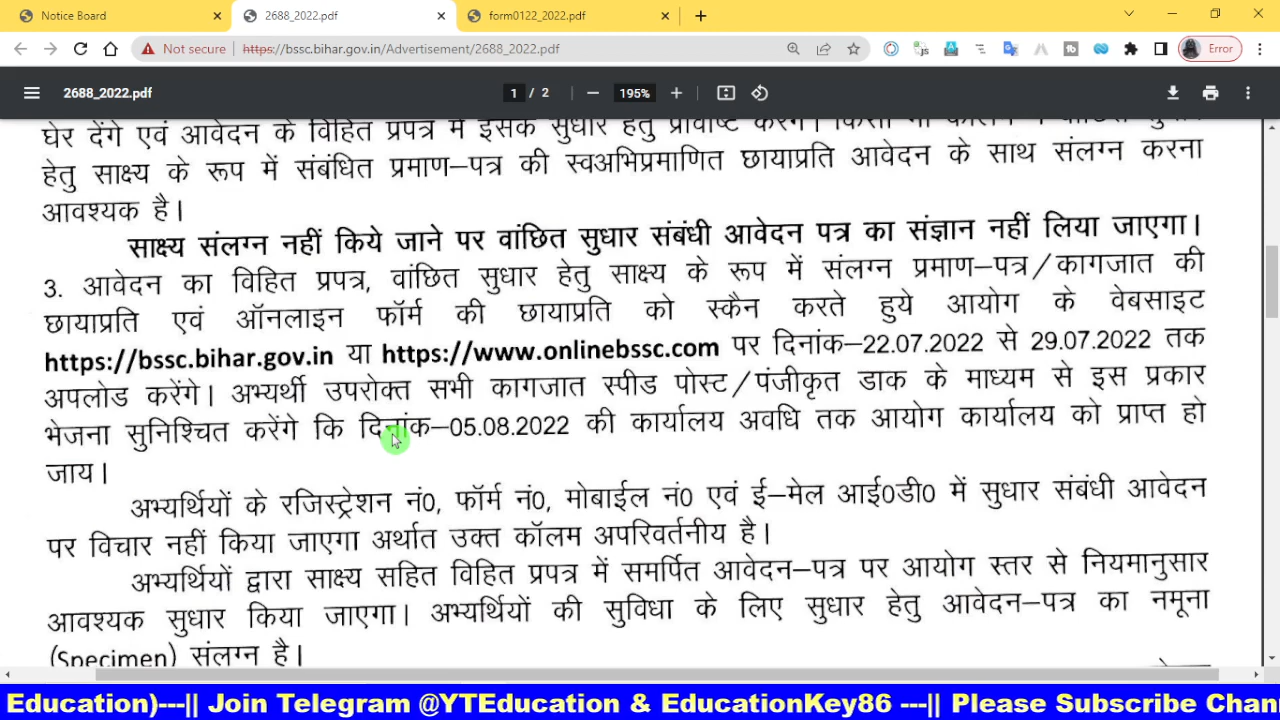 Notice Board
2688_2022.pdf
form0122_2022.pdf
Not secure
https://bssc.bihar.gov.in/Advertisement/2688_2022.pdf
Error
2688_2022.pdf
1 / 2
195%
घेर देंगे एवं आवेदन के विहित प्रपत्र में इसके सुधार हेतु प्रविष्टि करेंगे।
हेतु साक्ष्य के रूप में संबंधित प्रमाण–पत्र की स्वअभिप्रमाणित छायाप्रति आवेदन के साथ संलग्न करना
आवश्यक है।
साक्ष्य संलग्न नहीं किये जाने पर वांछित सुधार संबंधी आवेदन पत्र का संज्ञान नहीं लिया जाएगा।
3. आवेदन का विहित प्रपत्र, वांछित सुधार हेतु साक्ष्य के रूप में संलग्न प्रमाण–पत्र/कागजात की
छायाप्रति एवं ऑनलाइन फॉर्म की छायाप्रति को स्कैन करते हुये आयोग के वेबसाइट
https://bssc.bihar.gov.in या https://www.onlinebssc.com पर दिनांक–22.07.2022 से 29.07.2022 तक
अपलोड करेंगे। अभ्यर्थी उपरोक्त सभी कागजात स्पीड पोस्ट/पंजीकृत डाक के माध्यम से इस प्रकार
भेजना सुनिश्चित करेंगे कि दिनांक–05.08.2022 की कार्यालय अवधि तक आयोग कार्यालय को प्राप्त हो
जाय।
अभ्यर्थियों के रजिस्ट्रेशन नं0, फॉर्म नं0, मोबाईल नं0 एवं ई–मेल आई0डी0 में सुधार संबंधी आवेदन
पर विचार नहीं किया जाएगा अर्थात उक्त कॉलम अपरिवर्तनीय है।
अभ्यर्थियों द्वारा साक्ष्य सहित विहित प्रपत्र में समर्पित आवेदन–पत्र पर आयोग स्तर से नियमानुसार
आवश्यक सुधार किया जाएगा। अभ्यर्थियों की सुविधा के लिए सुधार हेतु आवेदन–पत्र का नमूना
(Specimen) संलग्न है।
Education)---|| Join Telegram @YTEducation & EducationKey86 ---|| Please Subscribe Chan